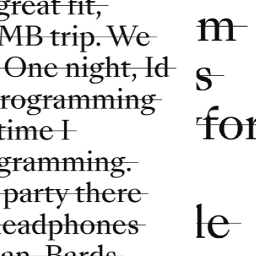 great fit,
MB trip. We
One night, Id
rogramming
time I
gramming.
party there
eadphones
an. Bards
m
s
for
le